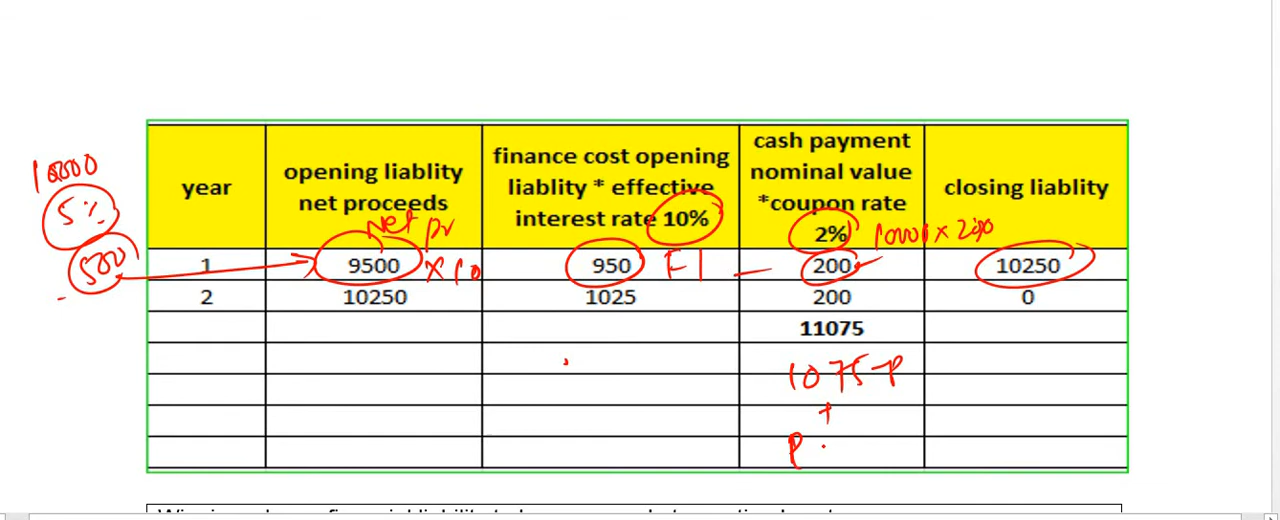 year
opening liablity
net proceeds
finance cost opening
liablity * effective
interest rate 10%
cash payment
nominal value
*coupon rate
2%
closing liablity
10000
5%
500
Net pr
1
9500
x 10
950
FI
200
10250
2
10250
1025
200
0
11075
1075 P
+
P